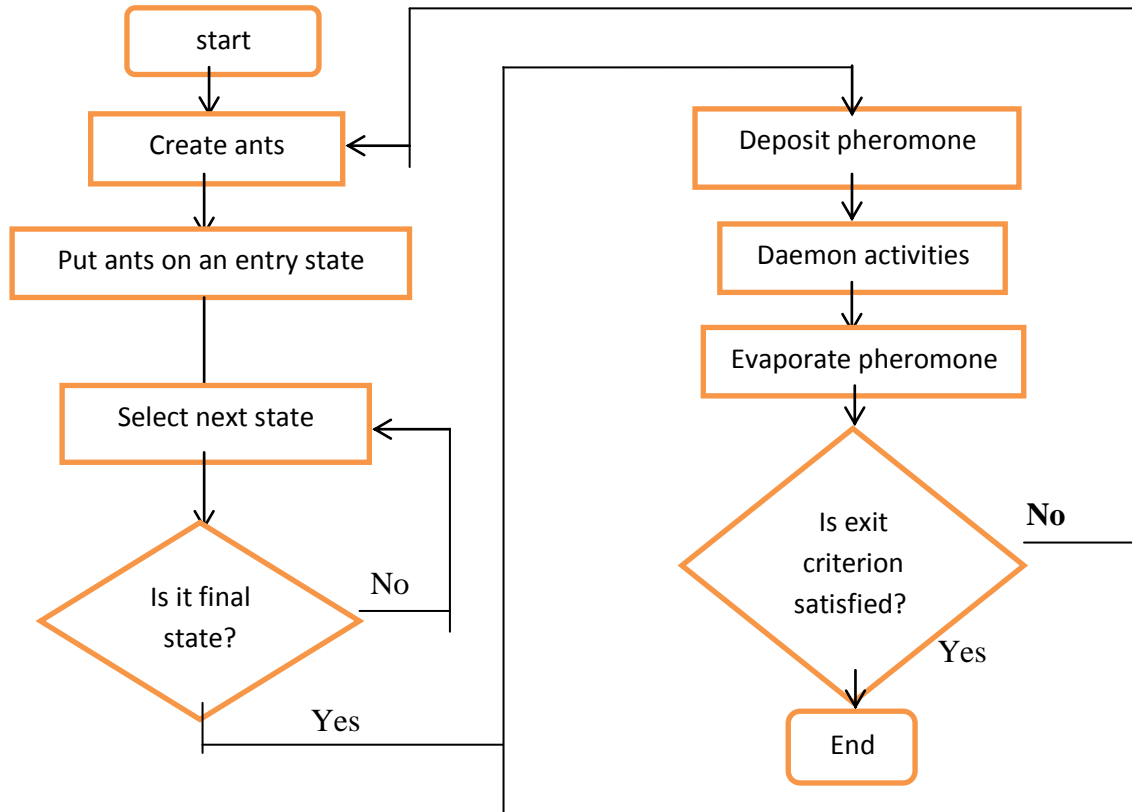 start
Create ants
Put ants on an entry state
Select next state
Is it final
state?
No
Yes
Deposit pheromone
Daemon activities
Evaporate pheromone
Is exit
criterion
satisfied?
No
Yes
End